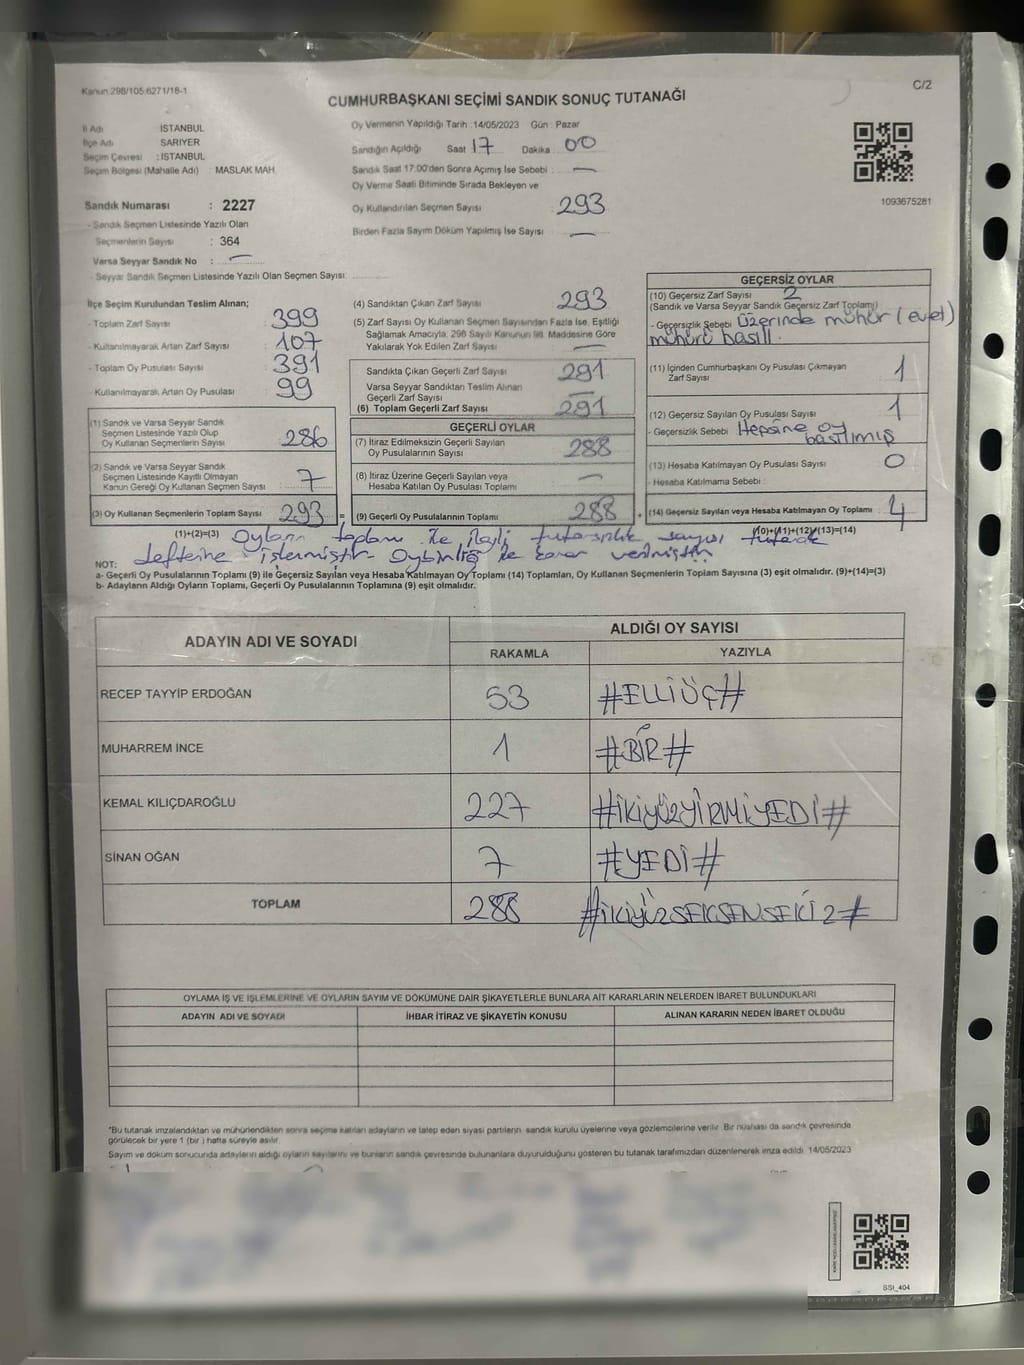 Kanun 298/105 6271/18-1
C/2
CUMHURBAŞKANI SEÇİMİ SANDIK SONUÇ TUTANAĞI
İl Adı İSTANBUL
İlçe Adı SARIYER
Seçim Çevresi : İSTANBUL
Seçim Bölgesi (Mahalle Adı) : MASLAK MAH.
Sandık Numarası : 2227
- Sandık Seçmen Listesinde Yazılı Olan
Seçmenlerin Sayısı : 364
Varsa Seyyar Sandık No : —
- Seyyar Sandık Seçmen Listesinde Yazılı Olan Seçmen Sayısı:
Oy Vermenin Yapıldığı Tarih : 14/05/2023 Gün : Pazar
Sandığın Açıldığı Saat 17 Dakika 00
Sandık Saat 17:00'den Sonra Açımış İse Sebebi : —
Oy Verme Saati Bitiminde Sırada Bekleyen ve
Oy Kullandırılan Seçmen Sayısı : 293
Birden Fazla Sayım Döküm Yapılmış İse Sayısı : —
1093675281
İlçe Seçim Kurulundan Teslim Alınan;
- Toplam Zarf Sayısı : 399
- Kullanılmayarak Artan Zarf Sayısı : 107
- Toplam Oy Pusulası Sayısı : 391
- Kullanılmayarak Artan Oy Pusulası : 99
(1) Sandık ve Varsa Seyyar Sandık
Seçmen Listesinde Yazılı Olup
Oy Kullanan Seçmenlerin Sayısı : 286
(2) Sandık ve Varsa Seyyar Sandık
Seçmen Listesinde Kayıtlı Olmayan
Kanun Gereği Oy Kullanan Seçmen Sayısı : 7
(3) Oy Kullanan Seçmenlerin Toplam Sayısı : 293 =
(1)+(2)=(3)
(4) Sandıktan Çıkan Zarf Sayısı : 293
(5) Zarf Sayısı Oy Kullanan Seçmen Sayısından Fazla İse, Eşitliği
Sağlamak Amacıyla; 298 Sayılı Kanunun 98. Maddesine Göre
Yakılarak Yok Edilen Zarf Sayısı : —
Sandıkta Çıkan Geçerli Zarf Sayısı : 291
Varsa Seyyar Sandıktan Teslim Alınan
Geçerli Zarf Sayısı : —
(6) Toplam Geçerli Zarf Sayısı : 291
GEÇERLİ OYLAR
(7) İtiraz Edilmeksizin Geçerli Sayılan
Oy Pusulalarının Sayısı : 288
(8) İtiraz Üzerine Geçerli Sayılan veya
Hesaba Katılan Oy Pusulası Toplamı : —
(9) Geçerli Oy Pusulalarının Toplamı : 288 +
GEÇERSİZ OYLAR
(10) Geçersiz Zarf Sayısı : 2
(Sandık ve Varsa Seyyar Sandık Geçersiz Zarf Toplamı)
- Geçersizlik Sebebi Üzerinde mühür (evet)
mührü basılı.
(11) İçinden Cumhurbaşkanı Oy Pusulası Çıkmayan
Zarf Sayısı : 1
(12) Geçersiz Sayılan Oy Pusulası Sayısı : 1
- Geçersizlik Sebebi Hepsine oy
basılmış
(13) Hesaba Katılmayan Oy Pusulası Sayısı : 0
- Hesaba Katılmama Sebebi :
(14) Geçersiz Sayılan veya Hesaba Katılmayan Oy Toplamı : 4
(10)+(11)+(12)+(13)=(14)
Oyların toplamı ile ilgili tutarsızlık sayısı tutanak
defterine işlenmiştir Oybirliği ile karar verilmiştir
NOT:
a- Geçerli Oy Pusulalarının Toplamı (9) ile Geçersiz Sayılan veya Hesaba Katılmayan Oy Toplamı (14) Toplamları, Oy Kullanan Seçmenlerin Toplam Sayısına (3) eşit olmalıdır. (9)+(14)=(3)
b- Adayların Aldığı Oyların Toplamı, Geçerli Oy Pusulalarının Toplamına (9) eşit olmalıdır.
ADAYIN ADI VE SOYADI ALDIĞI OY SAYISI
RAKAMLA YAZIYLA
RECEP TAYYİP ERDOĞAN 53 #ELLİÜÇ#
MUHARREM İNCE 1 #BİR#
KEMAL KILIÇDAROĞLU 227 #İKİYÜZYİRMİYEDİ#
SİNAN OĞAN 7 #YEDİ#
TOPLAM 288 #İKİYÜZSEKSENSEKİZ#
OYLAMA İŞ VE İŞLEMLERİNE VE OYLARIN SAYIM VE DÖKÜMÜNE DAİR ŞİKAYETLERLE BUNLARA AİT KARARLARIN NELERDEN İBARET BULUNDUKLARI
ADAYIN ADI VE SOYADI İHBAR İTİRAZ VE ŞİKAYETİN KONUSU ALINAN KARARIN NEDEN İBARET OLDUĞU
*Bu tutanak imzalandıktan ve mühürlendikten sonra seçime katılan adayların ve talep eden siyasi partilerin sandık kurulu üyelerine veya gözlemcilerine verilir. Bir nüshası da sandık çevresinde
görülecek bir yere 1 (bir) hafta süreyle asılır.
Sayım ve döküm sonucunda adayların aldığı oyların sayılarını ve bunların sandık çevresinde bulunanlara duyurulduğunu gösteren bu tutanak tarafımızdan düzenlenerek imza edildi. 14/05/2023
SSI_404